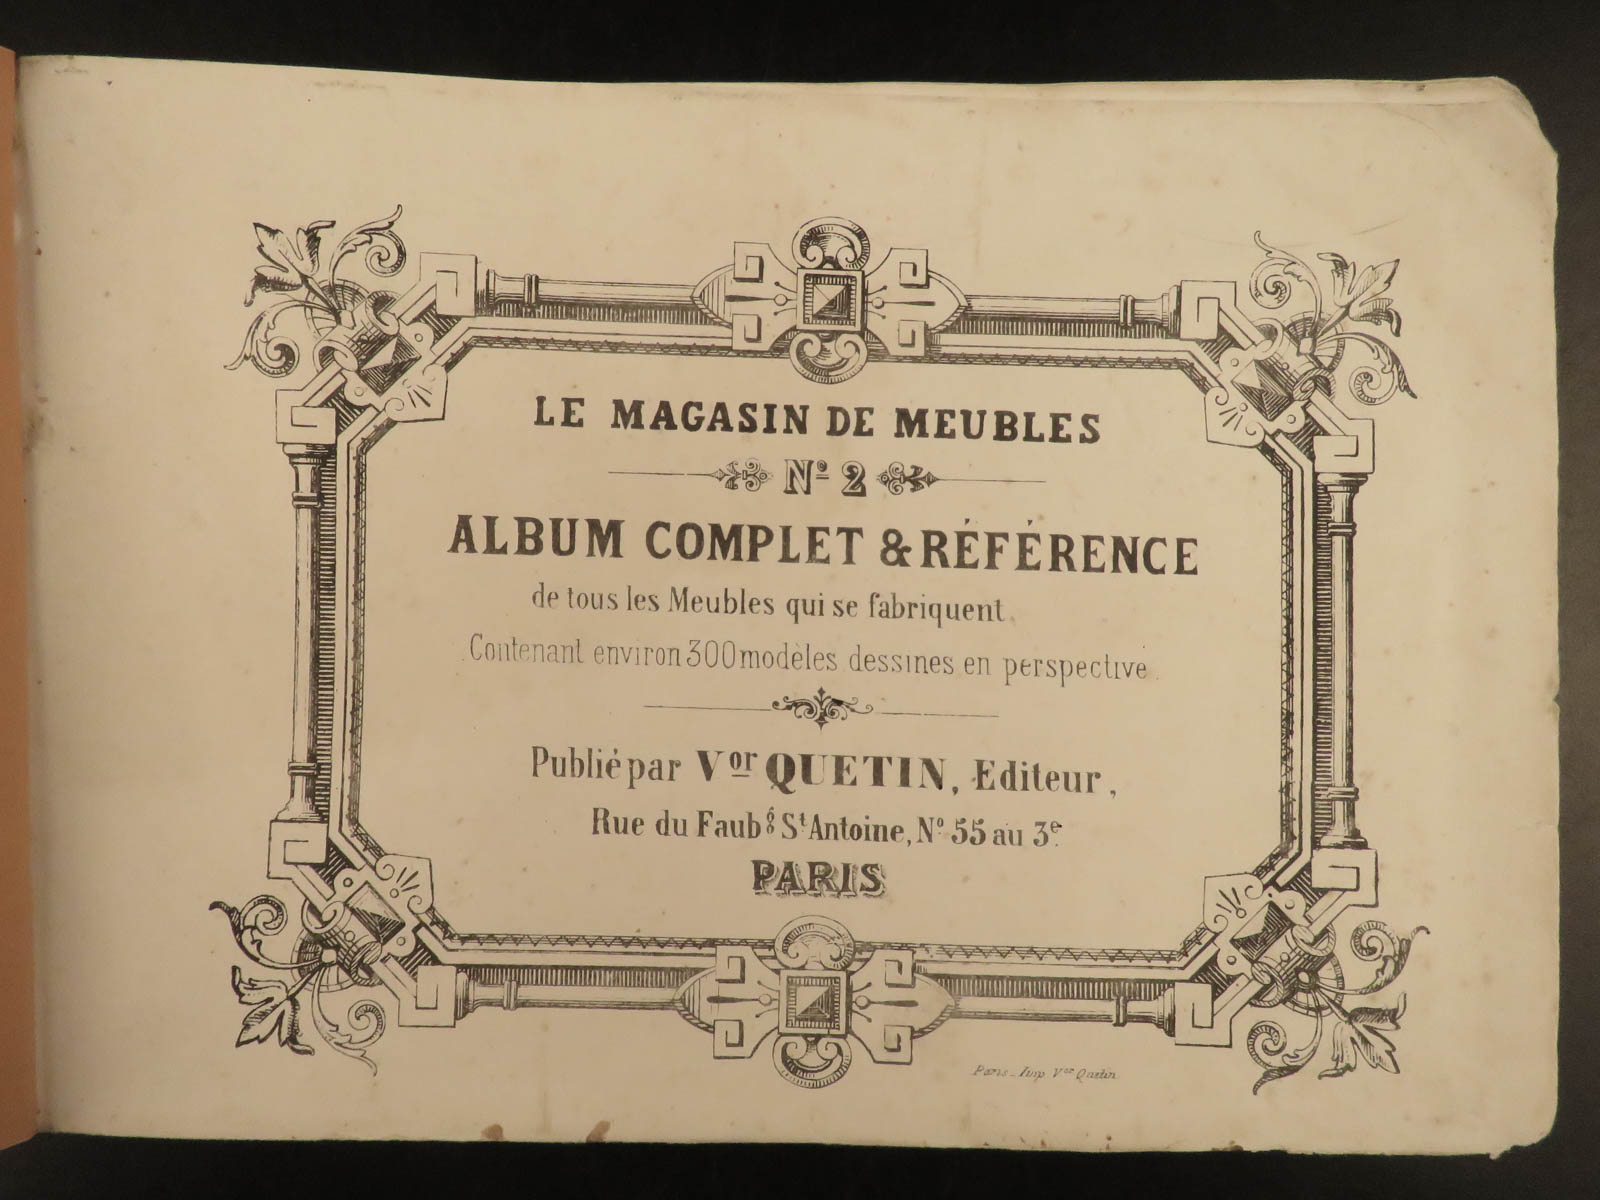 LE MAGASIN DE MEUBLES
Nº 2
ALBUM COMPLET & RÉFÉRENCE
de tous les Meubles qui se fabriquent
Contenant environ 300 modèles dessines en perspective.
Publié par Vor QUETIN, Editeur,
Rue du Faubg St Antoine, Nº 55 au 3e.
PARIS
Paris - Imp. Vor Quetin